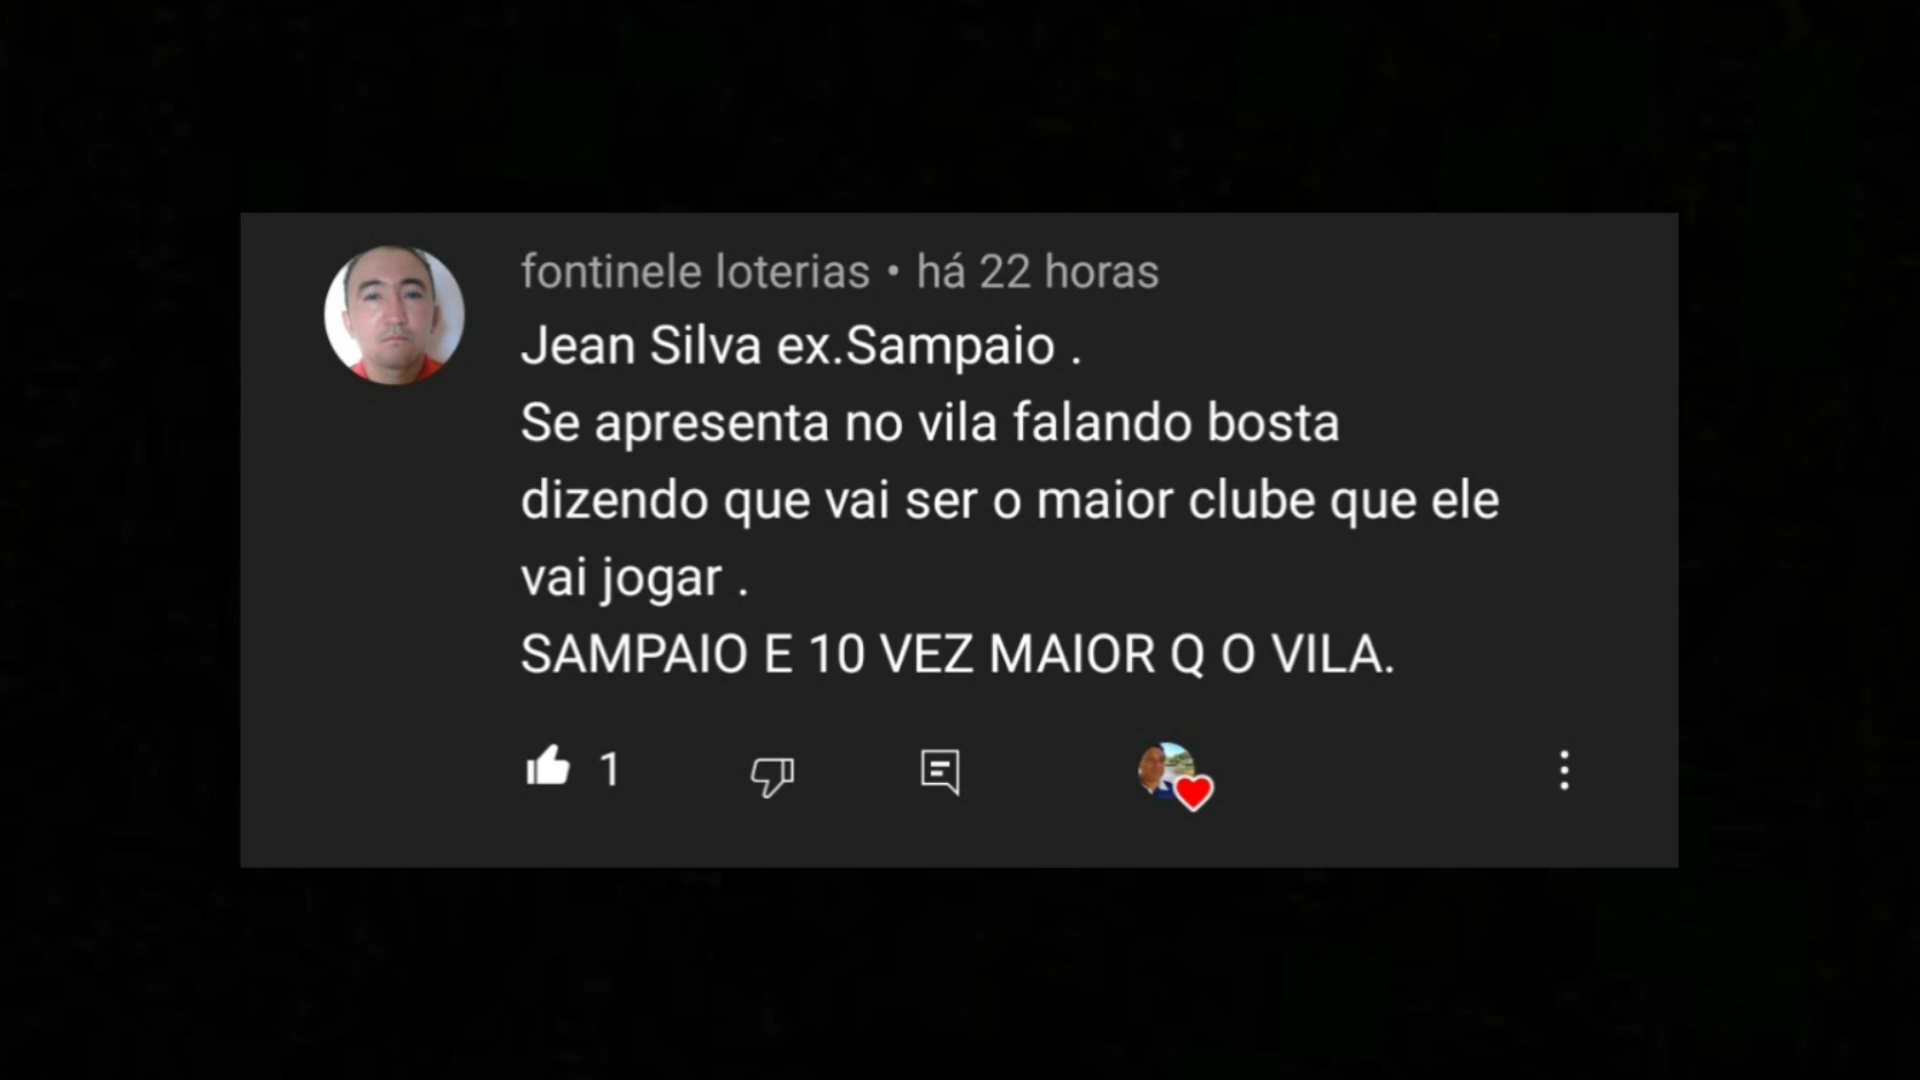 fontinele loterias • há 22 horas
Jean Silva ex.Sampaio .
Se apresenta no vila falando bosta
dizendo que vai ser o maior clube que ele
vai jogar .
SAMPAIO E 10 VEZ MAIOR Q O VILA.
1